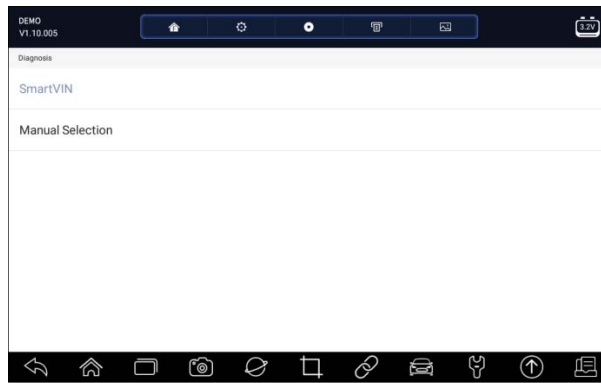 DEMO
V1.10.005
3.2V
Diagnosis
SmartVIN
Manual Selection